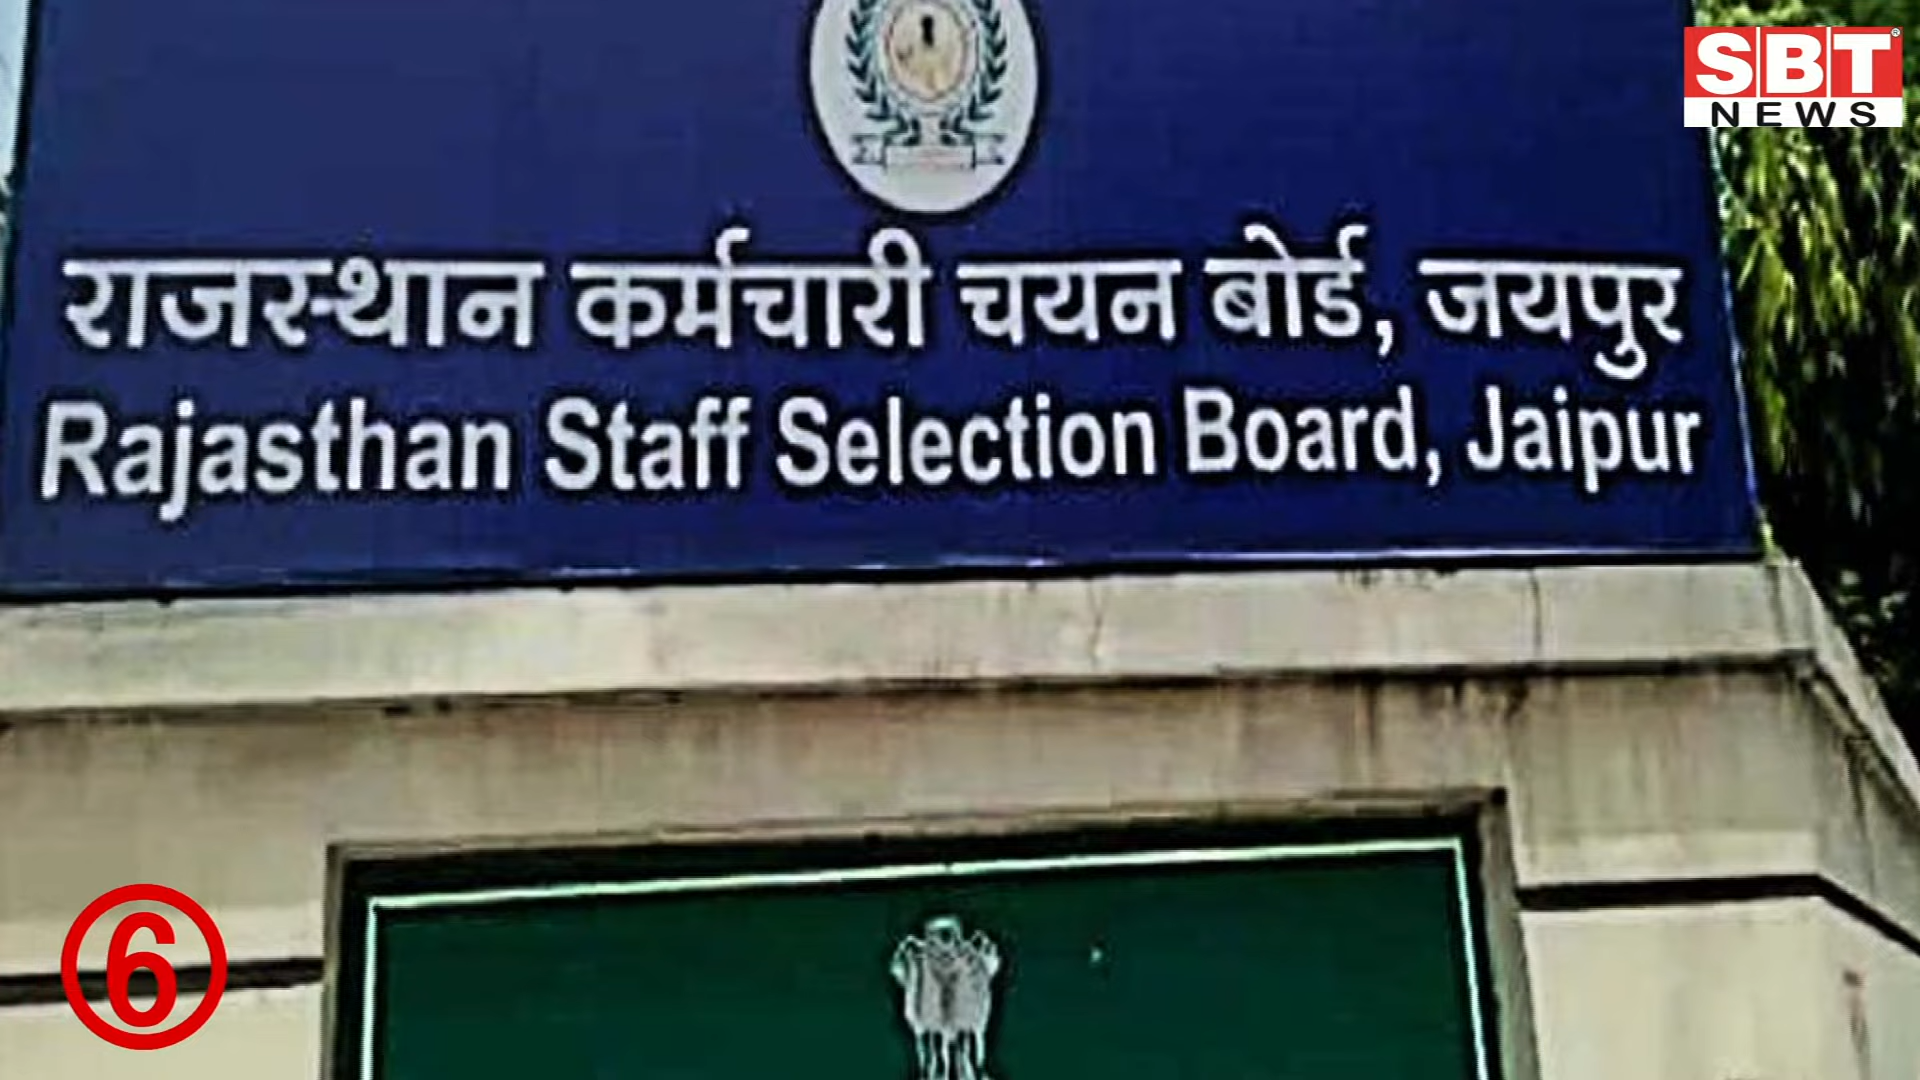 SBT
NEWS
राजस्थान कर्मचारी चयन बोर्ड, जयपुर
Rajasthan Staff Selection Board, Jaipur
6